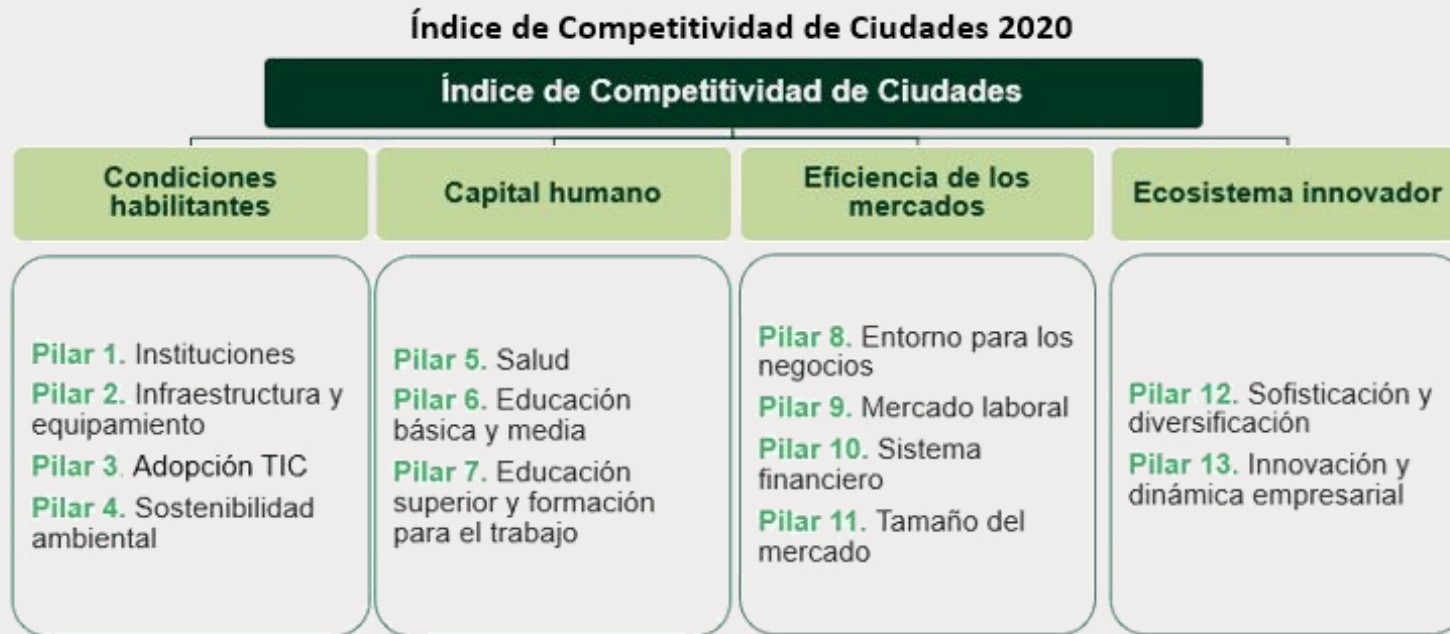 Índice de Competitividad de Ciudades 2020
Índice de Competitividad de Ciudades
Condiciones
habilitantes
Capital humano
Eficiencia de los
mercados
Ecosistema innovador
Pilar 1. Instituciones
Pilar 2. Infraestructura y
equipamiento
Pilar 3. Adopción TIC
Pilar 4. Sostenibilidad
ambiental
Pilar 5. Salud
Pilar 6. Educación
básica y media
Pilar 7. Educación
superior y formación
para el trabajo
Pilar 8. Entorno para los
negocios
Pilar 9. Mercado laboral
Pilar 10. Sistema
financiero
Pilar 11. Tamaño del
mercado
Pilar 12. Sofisticación y
diversificación
Pilar 13. Innovación y
dinámica empresarial